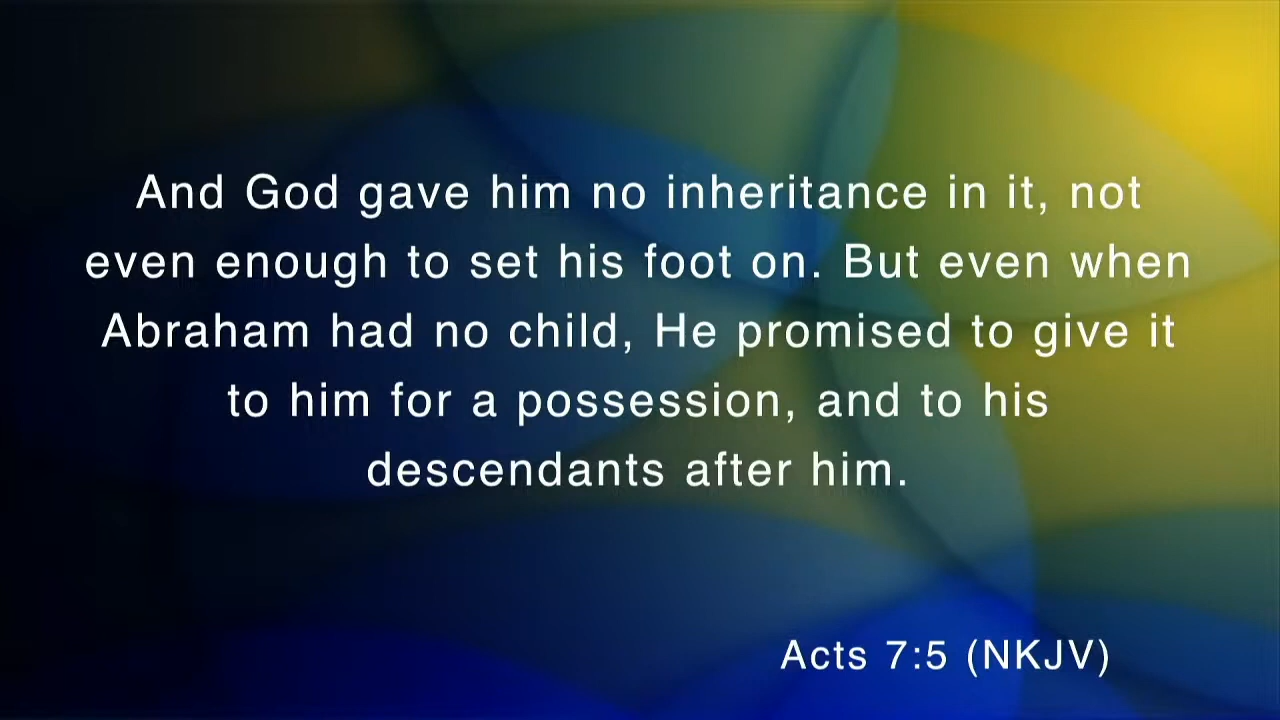 And God gave him no inheritance in it, not
even enough to set his foot on. But even when
Abraham had no child, He promised to give it
to him for a possession, and to his
descendants after him.
Acts 7:5 (NKJV)